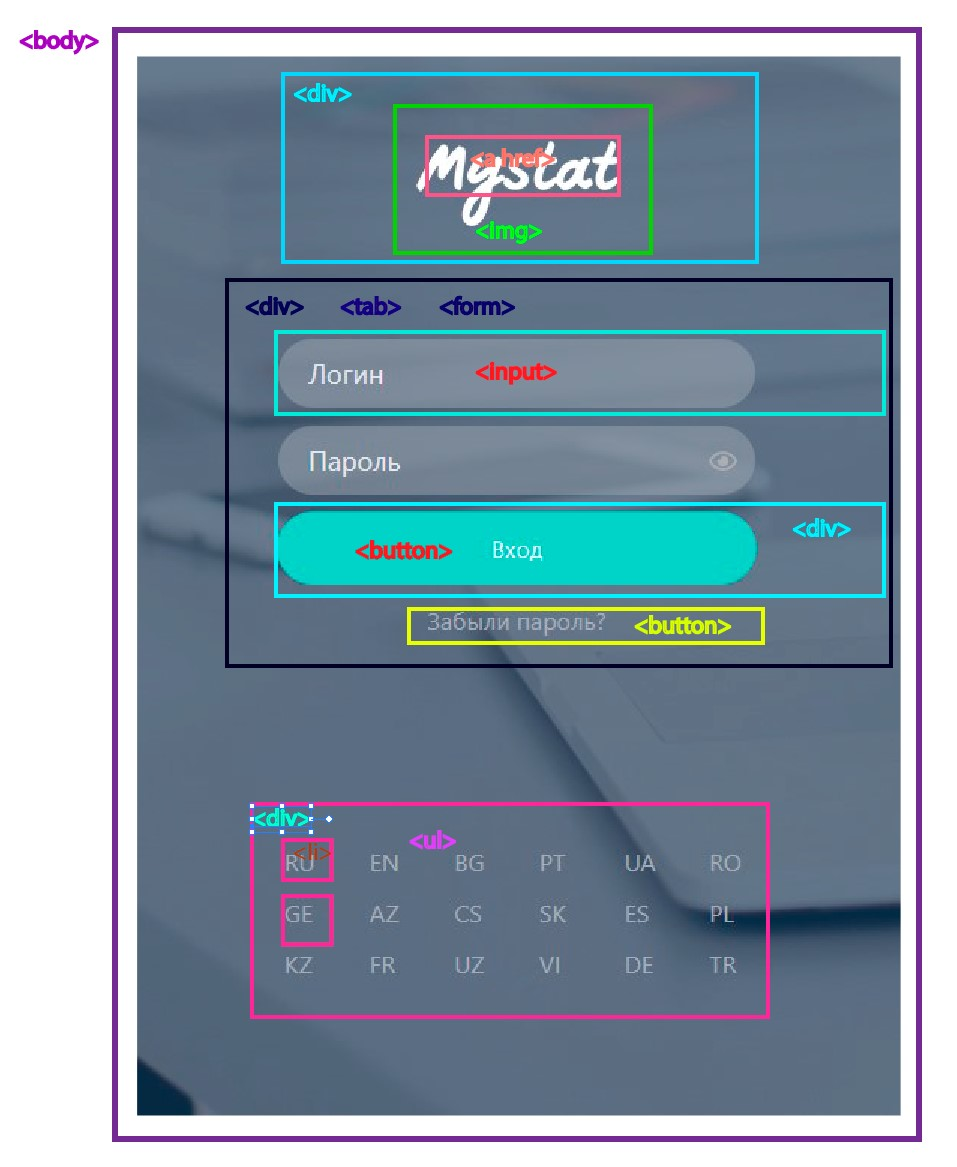 <body>
<div>
Mystat
<a href>
<img>
<div> <tab> <form>
Логин <input>
Пароль
<button> Вход <div>
Забыли пароль? <button>
<div>
<ul>
<li>
RU EN BG PT UA RO
GE AZ CS SK ES PL
KZ FR UZ VI DE TR